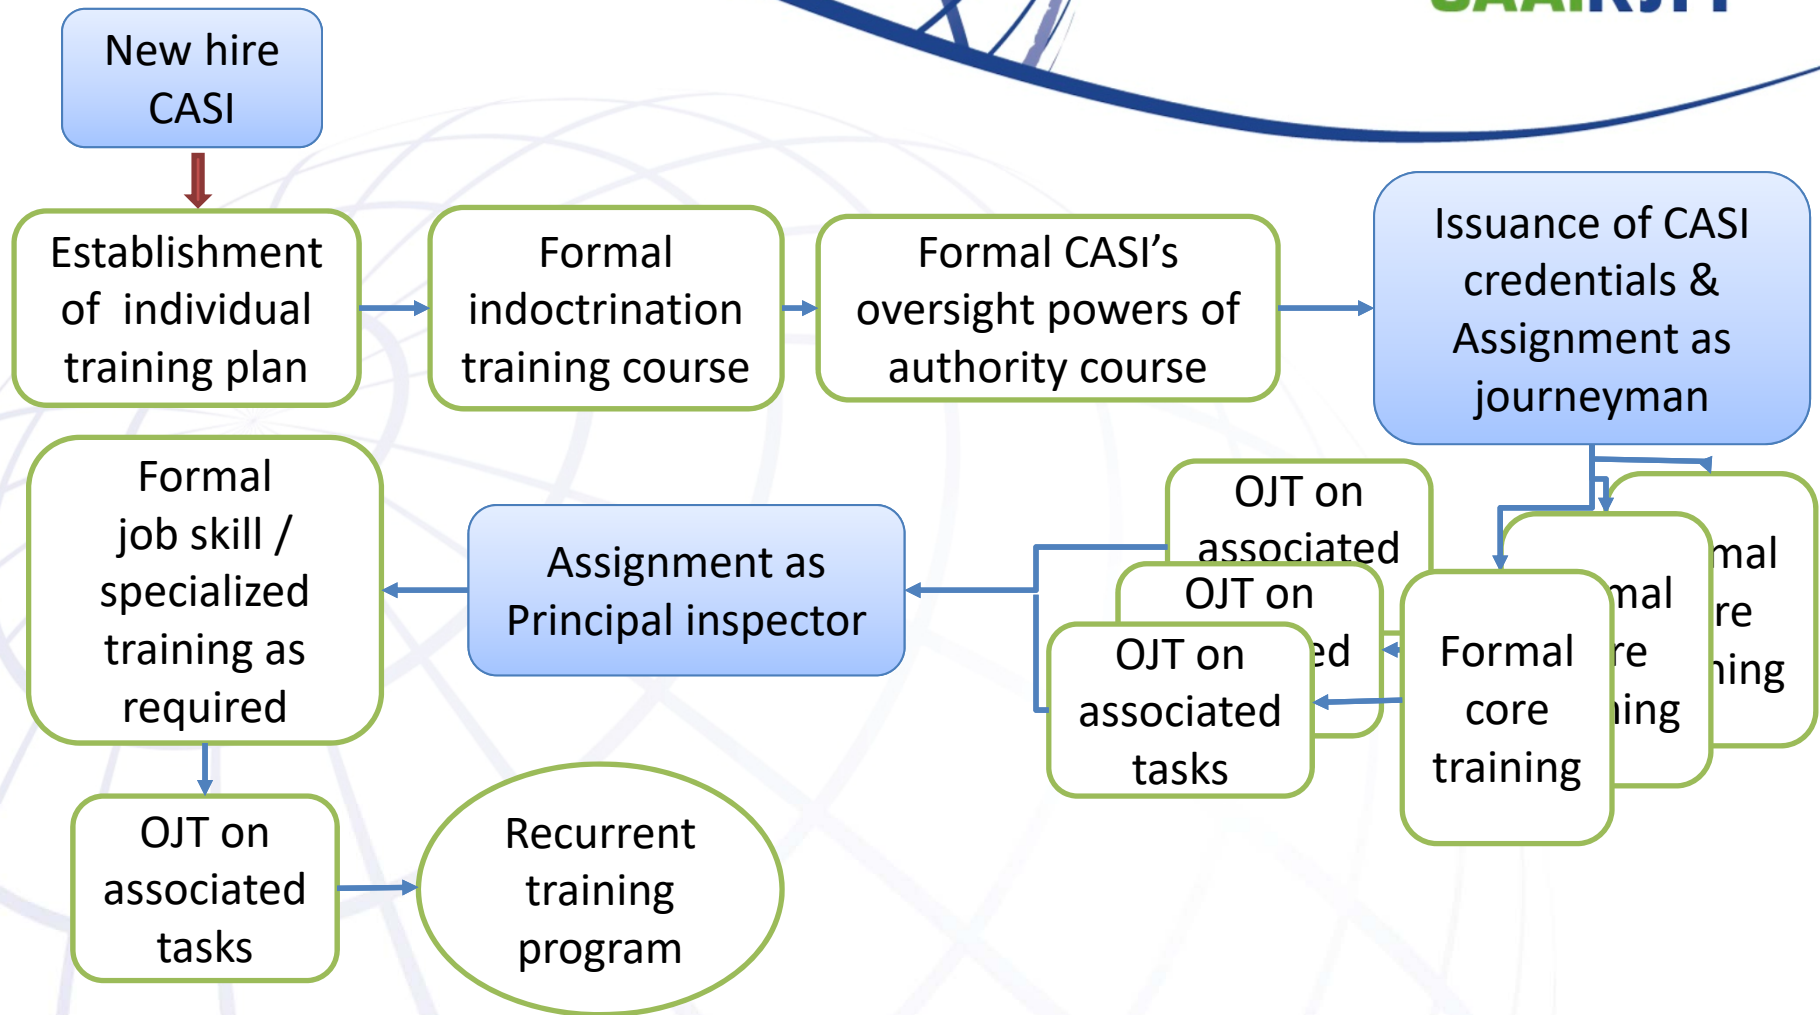 New hire
CASI
Establishment
of individual
training plan
Formal
indoctrination
training course
Formal CASI’s
oversight powers of
authority course
Issuance of CASI
credentials &
Assignment as
journeyman
Formal
core
training
mal
re
ning
mal
re
ning
OJT on
associated
OJT on
ed
OJT on
associated
tasks
Assignment as
Principal inspector
Formal
job skill /
specialized
training as
required
OJT on
associated
tasks
Recurrent
training
program